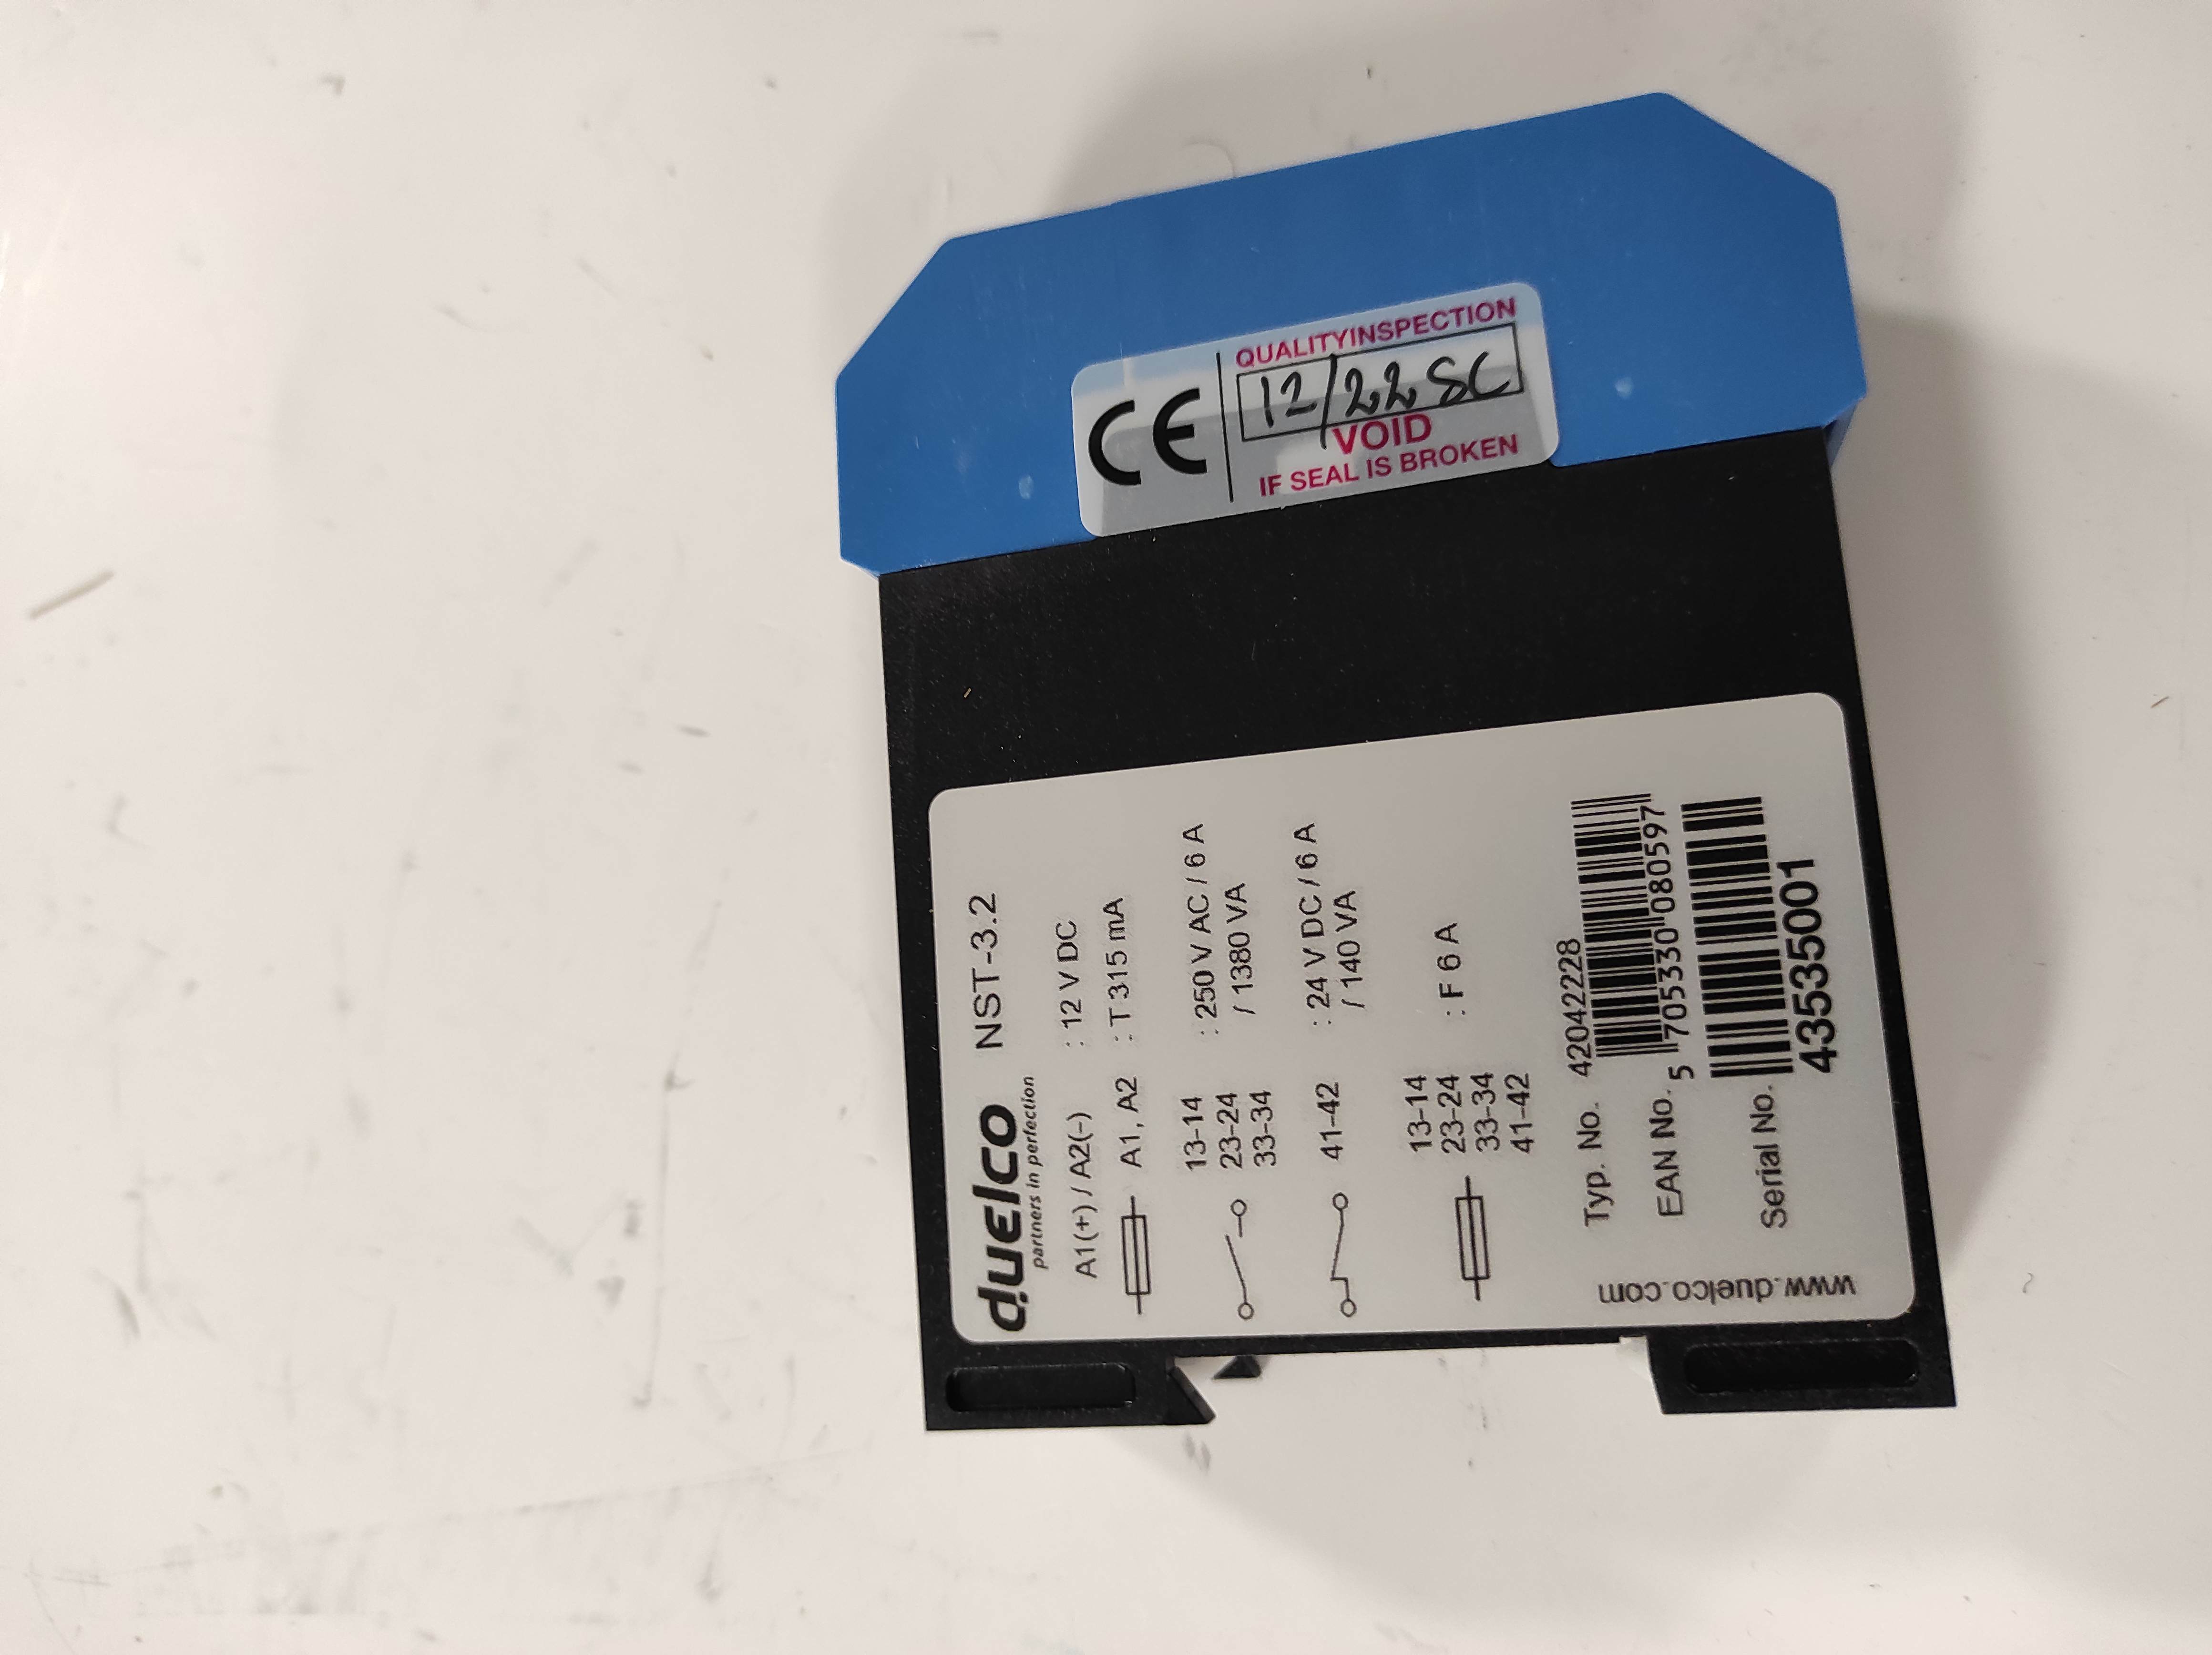 CE
QUALITYINSPECTION
12/22 SC
VOID
IF SEAL IS BROKEN
duelco NST-3.2
partners in perfection
A1(+) / A2(-) : 12 V DC
A1, A2 : T 315 mA
13-14 : 250 V AC / 6 A
23-24 / 1380 VA
33-34
41-42 : 24 V DC / 6 A
/ 140 VA
13-14
23-24 : F 6 A
33-34
41-42
Typ. No. 42042228
EAN No. 5 705330 080597
Serial No. 43535001
www.duelco.com